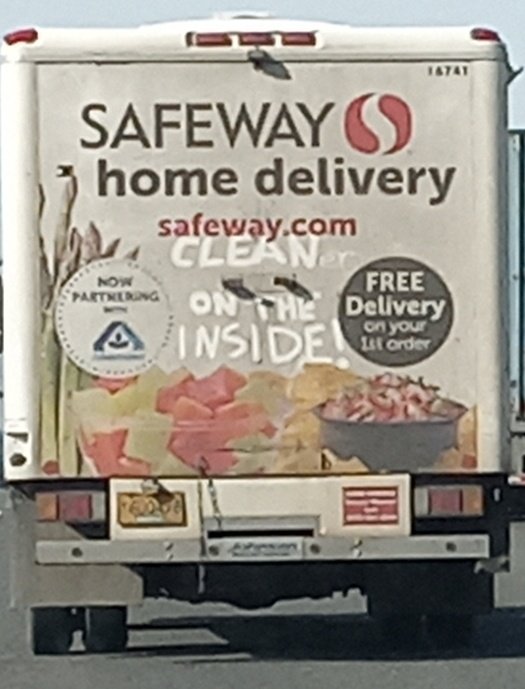 16741
SAFEWAY
home delivery
safeway.com
CLEANer
ON THE
INSIDE!
NOW
PARTNERING
WITH
FREE
Delivery
on your
1st order